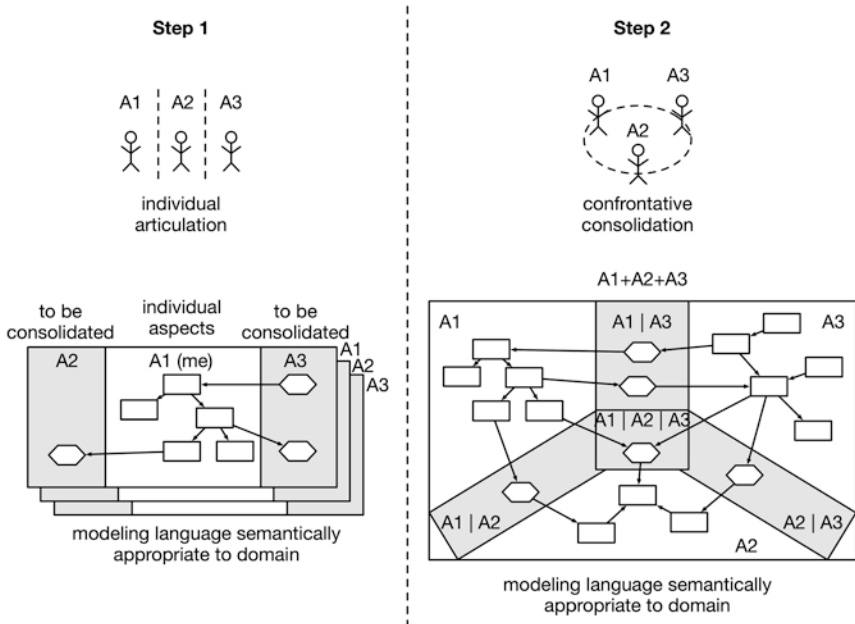 Step 1
A1 A2 A3
individual
articulation
to be
consolidated
individual
aspects
to be
consolidated
A2
A1 (me)
A3
A1
A2
A3
modeling language semantically
appropriate to domain
Step 2
A1
A3
A2
confrontative
consolidation
A1+A2+A3
A1
A1 | A3
A3
A1 | A2 | A3
A1 | A2
A2 | A3
A2
modeling language semantically
appropriate to domain